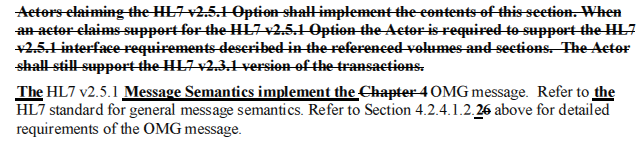 Actors claiming the HL7 v2.5.1 Option shall implement the contents of this section. When
an actor claims support for the HL7 v2.5.1 Option the Actor is required to support the HL7
v2.5.1 interface requirements described in the referenced volumes and sections. The Actor
shall still support the HL7 v2.3.1 version of the transactions.
The HL7 v2.5.1 Message Semantics implement the Chapter 4 OMG message. Refer to the
HL7 standard for general message semantics. Refer to Section 4.2.4.1.2.26 above for detailed
requirements of the OMG message.